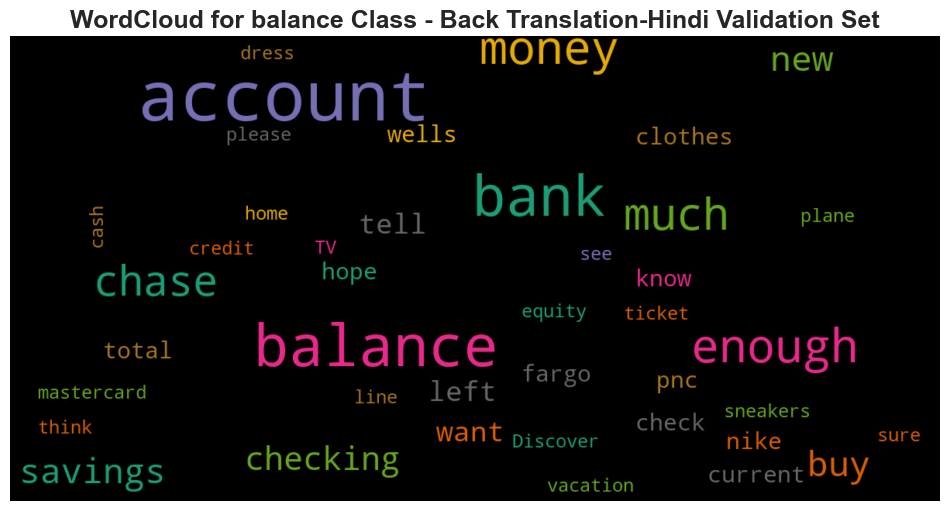 WordCloud for balance Class - Back Translation-Hindi Validation Set
dress
money
new
account
please
wells
clothes
bank
much
plane
cash
home
tell
credit
TV
see
chase
hope
know
equity
ticket
balance
enough
total
fargo
pnc
mastercard
line
left
sneakers
think
want
Discover
check
nike
sure
savings
checking
current
buy
vacation